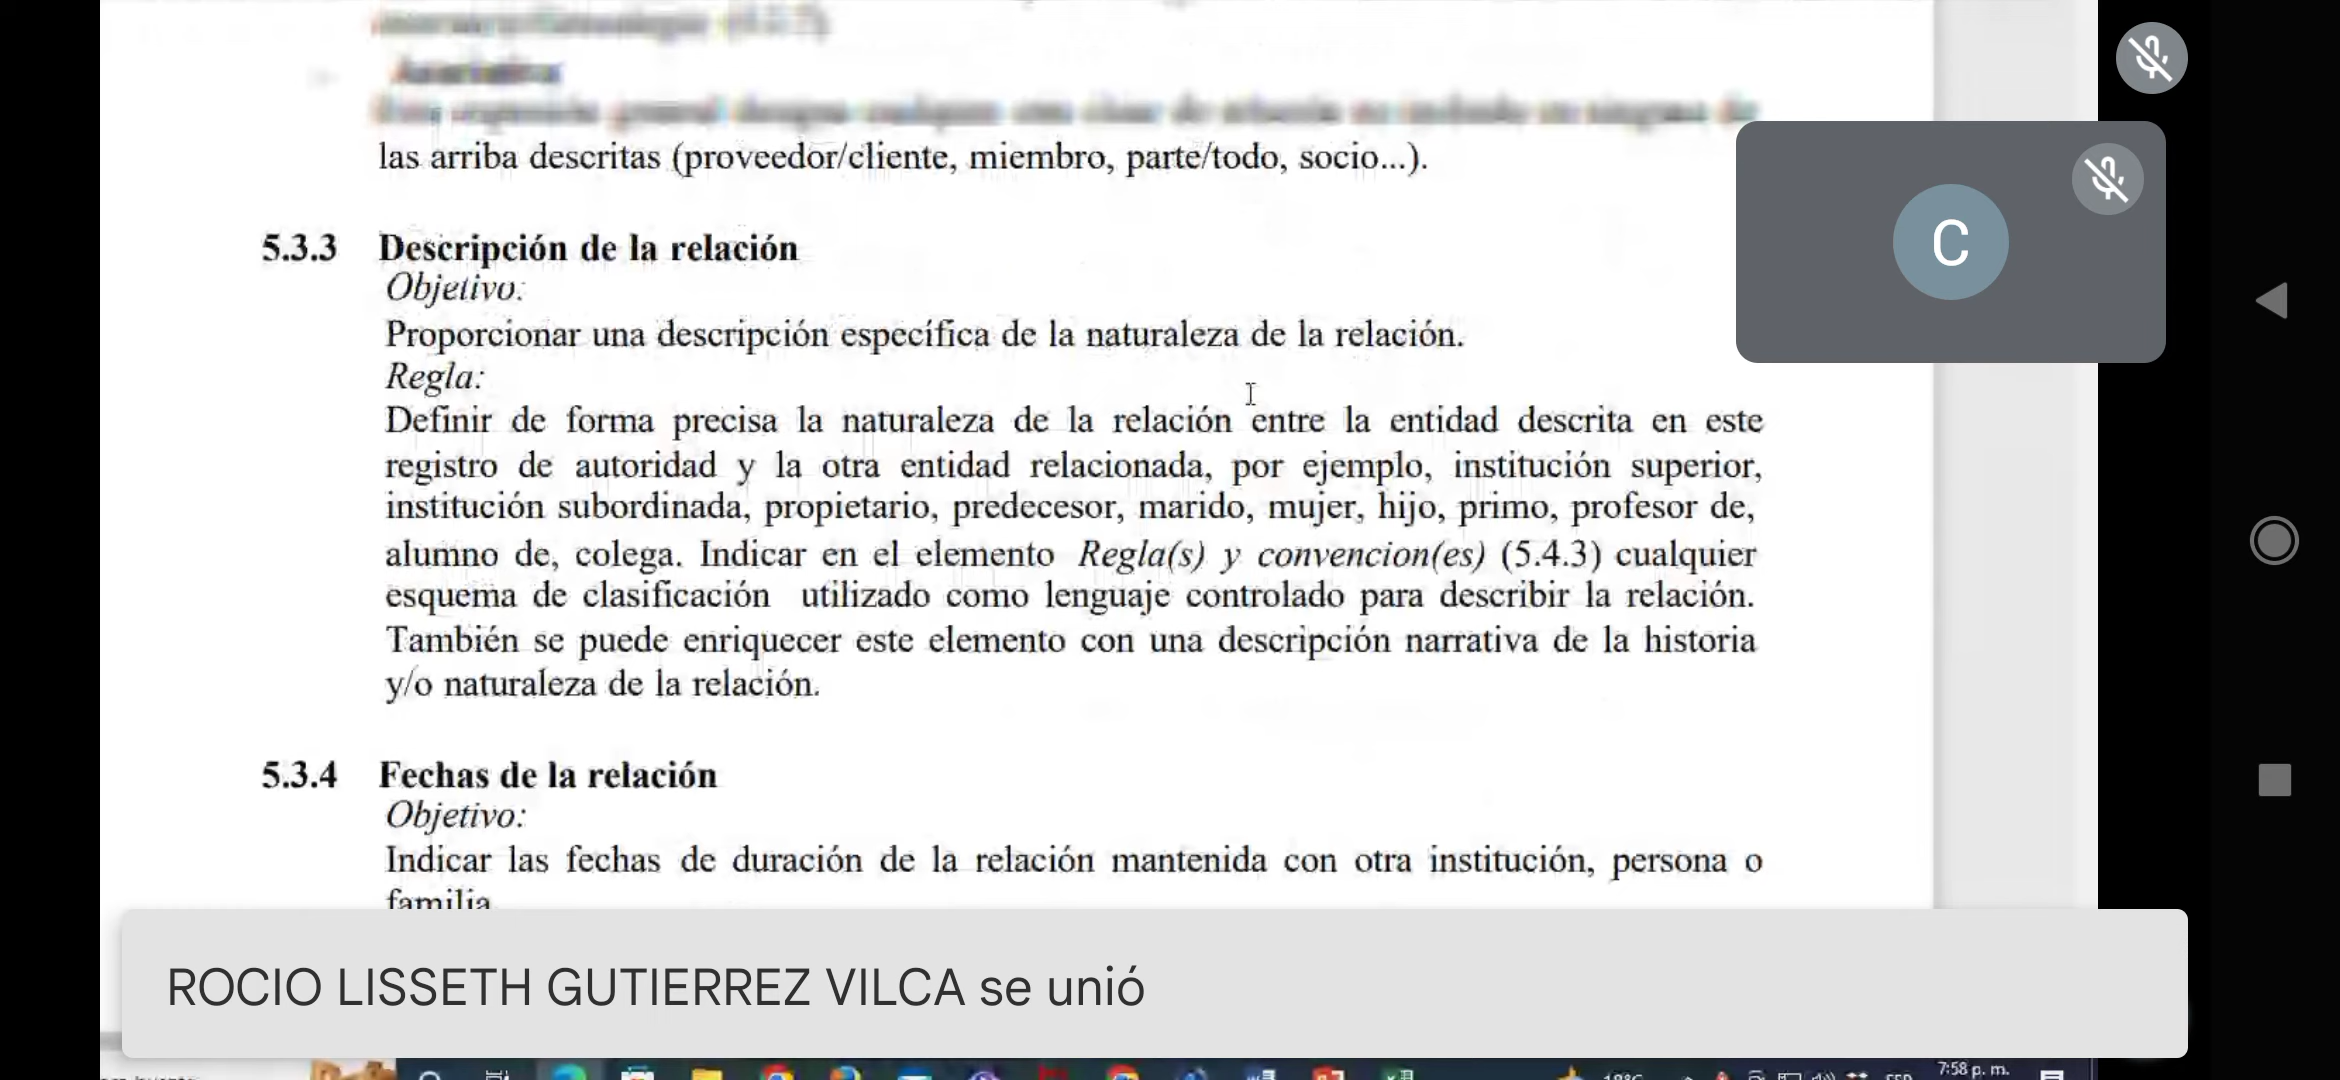 las arriba descritas (proveedor/cliente, miembro, parte/todo, socio...).
5.3.3 Descripción de la relación
Objetivo:
Proporcionar una descripción específica de la naturaleza de la relación.
Regla:
Definir de forma precisa la naturaleza de la relación entre la entidad descrita en este
registro de autoridad y la otra entidad relacionada, por ejemplo, institución superior,
institución subordinada, propietario, predecesor, marido, mujer, hijo, primo, profesor de,
alumno de, colega. Indicar en el elemento Regla(s) y convencion(es) (5.4.3) cualquier
esquema de clasificación utilizado como lenguaje controlado para describir la relación.
También se puede enriquecer este elemento con una descripción narrativa de la historia
y/o naturaleza de la relación.
5.3.4 Fechas de la relación
Objetivo:
Indicar las fechas de duración de la relación mantenida con otra institución, persona o
familia
C
ROCIO LISSETH GUTIERREZ VILCA se unió
7:58 p. m.